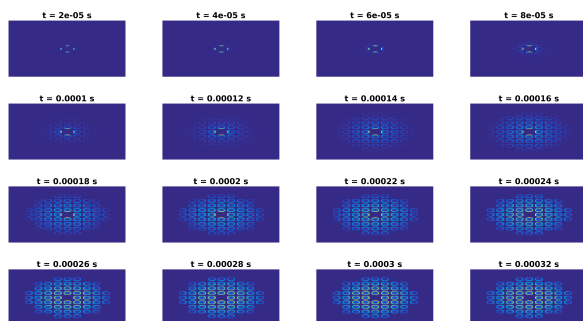 t = 2e-05 s
t = 4e-05 s
t = 6e-05 s
t = 8e-05 s
t = 0.0001 s
t = 0.00012 s
t = 0.00014 s
t = 0.00016 s
t = 0.00018 s
t = 0.0002 s
t = 0.00022 s
t = 0.00024 s
t = 0.00026 s
t = 0.00028 s
t = 0.0003 s
t = 0.00032 s